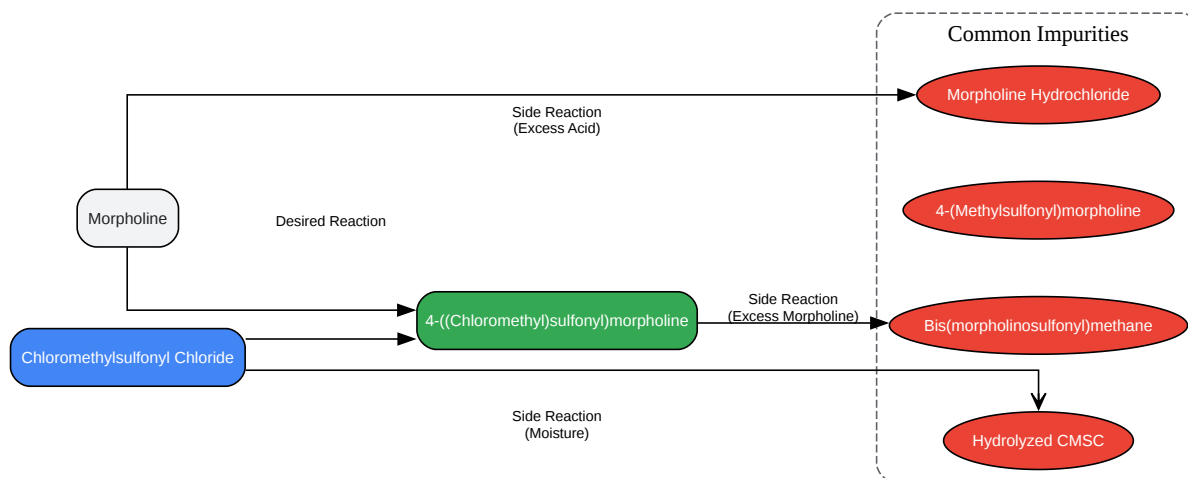 Common Impurities
Morpholine Hydrochloride
Side Reaction
(Excess Acid)
4-(Methylsulfonyl)morpholine
Morpholine
Desired Reaction
Side Reaction
(Excess Morpholine)
4-((Chloromethyl)sulfonyl)morpholine
Bis(morpholinosulfonyl)methane
Chloromethylsulfonyl Chloride
Side Reaction
(Moisture)
Hydrolyzed CMSC